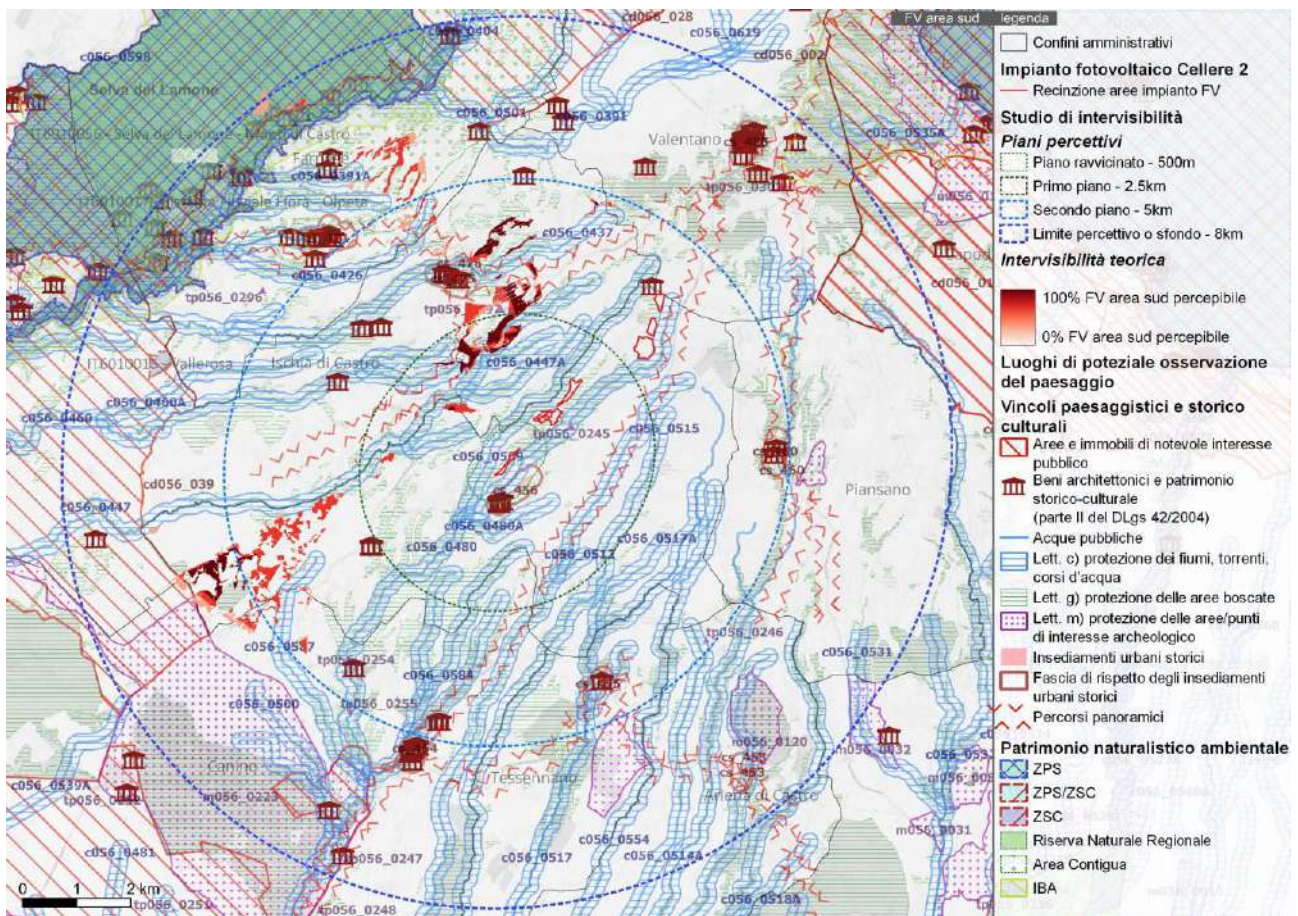 FV area sud legenda
Confini amministrativi
Impianto fotovoltaico Cellere 2
Recinzione aree impianto FV
Studio di intervisibilità
Piani percettivi
Piano ravvicinato - 500m
Primo piano - 2.5km
Secondo piano - 5km
Limite percettivo o sfondo - 8km
Intervisibilità teorica
100% FV area sud percepibile
0% FV area sud percepibile
Luoghi di poteziale osservazione
del paesaggio
Vincoli paesaggistici e storico
culturali
Aree e immobili di notevole interesse
pubblico
Beni architettonici e patrimonio
storico-culturale
(parte II del DLgs 42/2004)
Acque pubbliche
Lett. c) protezione dei fiumi, torrenti,
corsi d'acqua
Lett. g) protezione delle aree boscate
Lett. m) protezione delle aree/punti
di interesse archeologico
Insediamenti urbani storici
Fascia di rispetto degli insediamenti
urbani storici
Percorsi panoramici
Patrimonio naturalistico ambientale
ZPS
ZPS/ZSC
ZSC
Riserva Naturale Regionale
Area Contigua
IBA
c056_0598
c056_0404
cd056_028
c056_0619
cd056_002
Selva del Lamone
c056_0501
c056_0391
Valentano
c056_0535A
c056_0391A
c056_0437
c056_0426
tp056_0296
c056_0447A
Ischia di Castro
c056_0460A
c056_0460
tp056_0245
c056_0515
cd056_039
c056_0447
c056_0480A
c056_0480
c056_0512
c056_0517A
Piansano
tp056_0246
c056_0531
c056_0587
tp056_0254
c056_0584
tp056_0255
c056_0500
m056_0120
Canino
Tessennano
Arlena di Castro
c056_0539A
m056_0223
c056_0481
tp056_0247
c056_0554
c056_0514A
c056_0517
m056_0031
c056_0518A
tp056_0248
tp056_0251
0 1 2 km